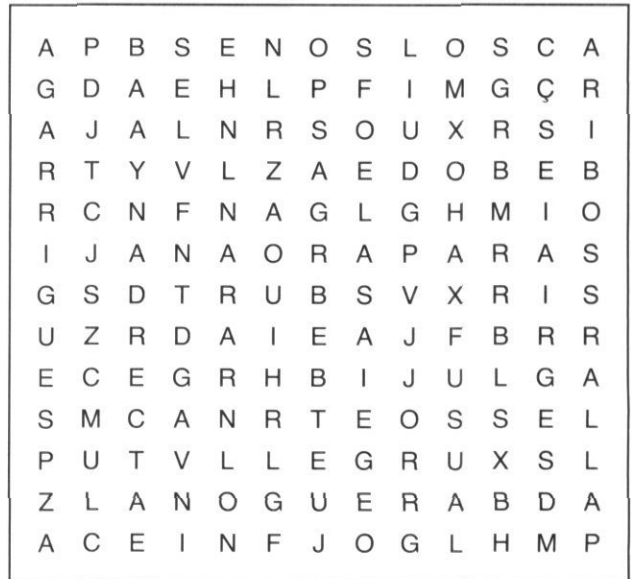 A P B S E N O S L O S C A
G D A E H L P F I M G Ç R
A J A L N R S O U X R S I
R T Y V L Z A E D O B E B
R C N F N A G L G H M I O
I J A N A O R A P A R A S
G S D T R U B S V X R I S
U Z R D A I E A J F B R R
E C E G R H B I J U L G A
S M C A N R T E O S S E L
P U T V L L E G R U X S L
Z L A N O G U E R A B D A
A C E I N F J O G L H M P